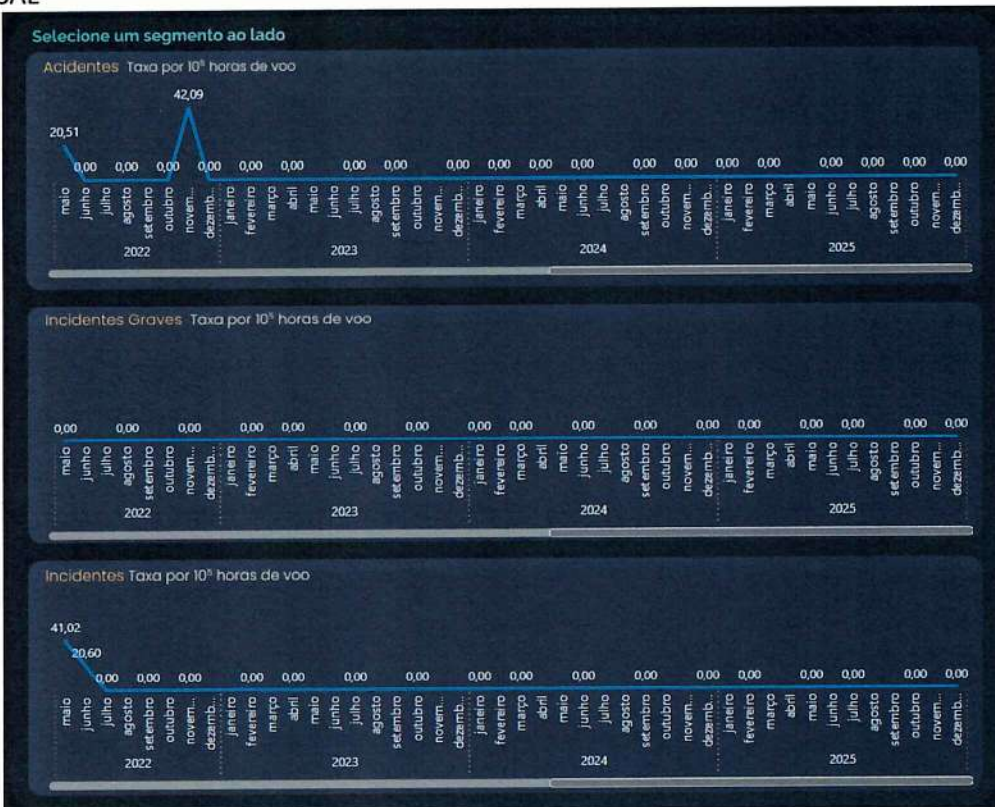 Selecione um segmento ao lado
Acidentes Taxa por 10⁵ horas de voo
42,09
20,51
0,00 0,00 0,00 0,00 0,00 0,00 0,00 0,00 0,00 0,00 0,00 0,00 0,00 0,00 0,00 0,00 0,00 0,00 0,00 0,00
maio junho julho agosto setembro outubro novem... dezemb... janeiro fevereiro março abril maio junho julho agosto setembro outubro novem... dezemb... janeiro fevereiro março abril maio junho julho agosto setembro outubro novem... dezemb... janeiro fevereiro março abril maio junho julho agosto setembro outubro novem... dezemb...
2022 2023 2024 2025
Incidentes Graves Taxa por 10⁵ horas de voo
0,00 0,00 0,00 0,00 0,00 0,00 0,00 0,00 0,00 0,00 0,00 0,00 0,00 0,00 0,00 0,00 0,00
maio junho julho agosto setembro outubro novem... dezemb... janeiro fevereiro março abril maio junho julho agosto setembro outubro novem... dezemb... janeiro fevereiro março abril maio junho julho agosto setembro outubro novem... dezemb... janeiro fevereiro março abril maio junho julho agosto setembro outubro novem... dezemb...
2022 2023 2024 2025
Incidentes Taxa por 10⁵ horas de voo
41,02
20,60
0,00 0,00 0,00 0,00 0,00 0,00 0,00 0,00 0,00 0,00 0,00 0,00 0,00 0,00 0,00 0,00 0,00
maio junho julho agosto setembro outubro novem... dezemb... janeiro fevereiro março abril maio junho julho agosto setembro outubro novem... dezemb... janeiro fevereiro março abril maio junho julho agosto setembro outubro novem... dezemb... janeiro fevereiro março abril maio junho julho agosto setembro outubro novem... dezemb...
2022 2023 2024 2025